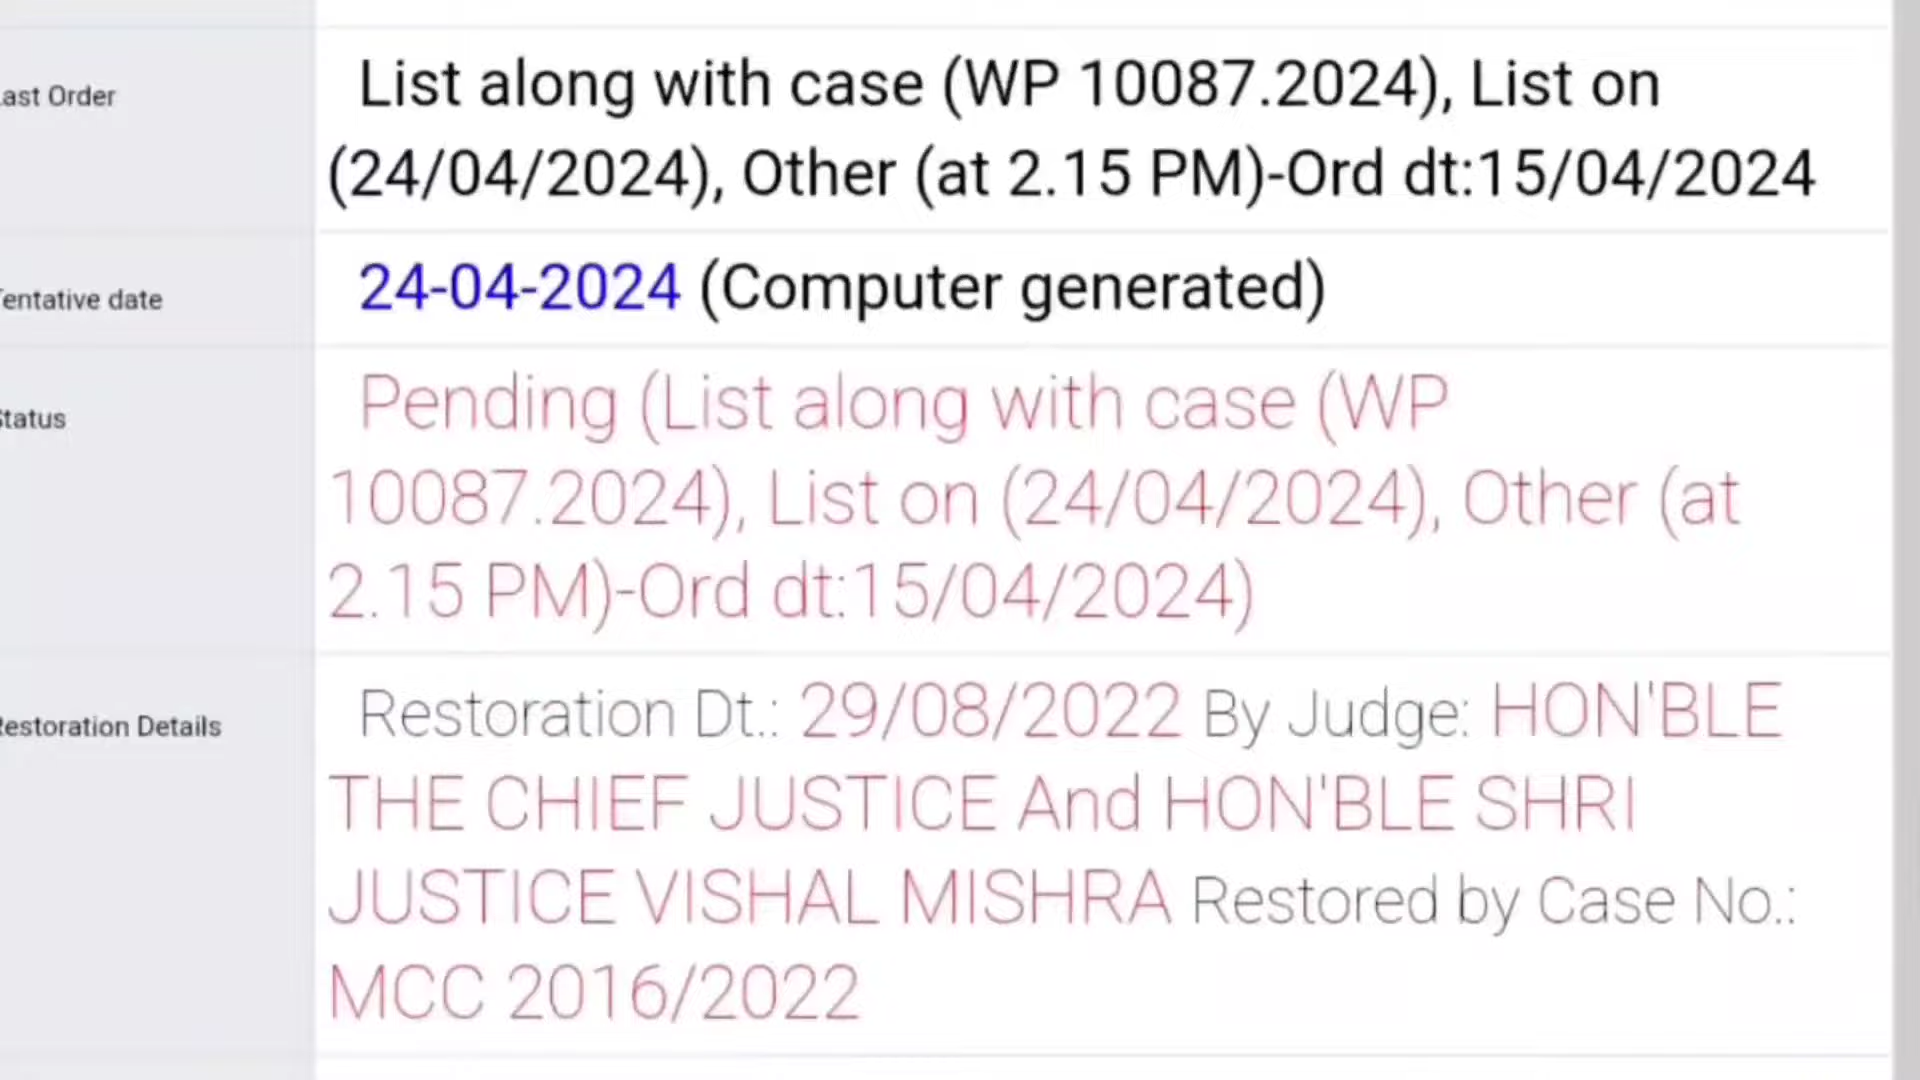 ast Order
List along with case (WP 10087.2024), List on
(24/04/2024), Other (at 2.15 PM)-Ord dt:15/04/2024
entative date
24-04-2024 (Computer generated)
Status
Pending (List along with case (WP
10087.2024), List on (24/04/2024), Other (at
2.15 PM)-Ord dt:15/04/2024)
Restoration Details
Restoration Dt.: 29/08/2022 By Judge: HON'BLE
THE CHIEF JUSTICE And HON'BLE SHRI
JUSTICE VISHAL MISHRA Restored by Case No.:
MCC 2016/2022